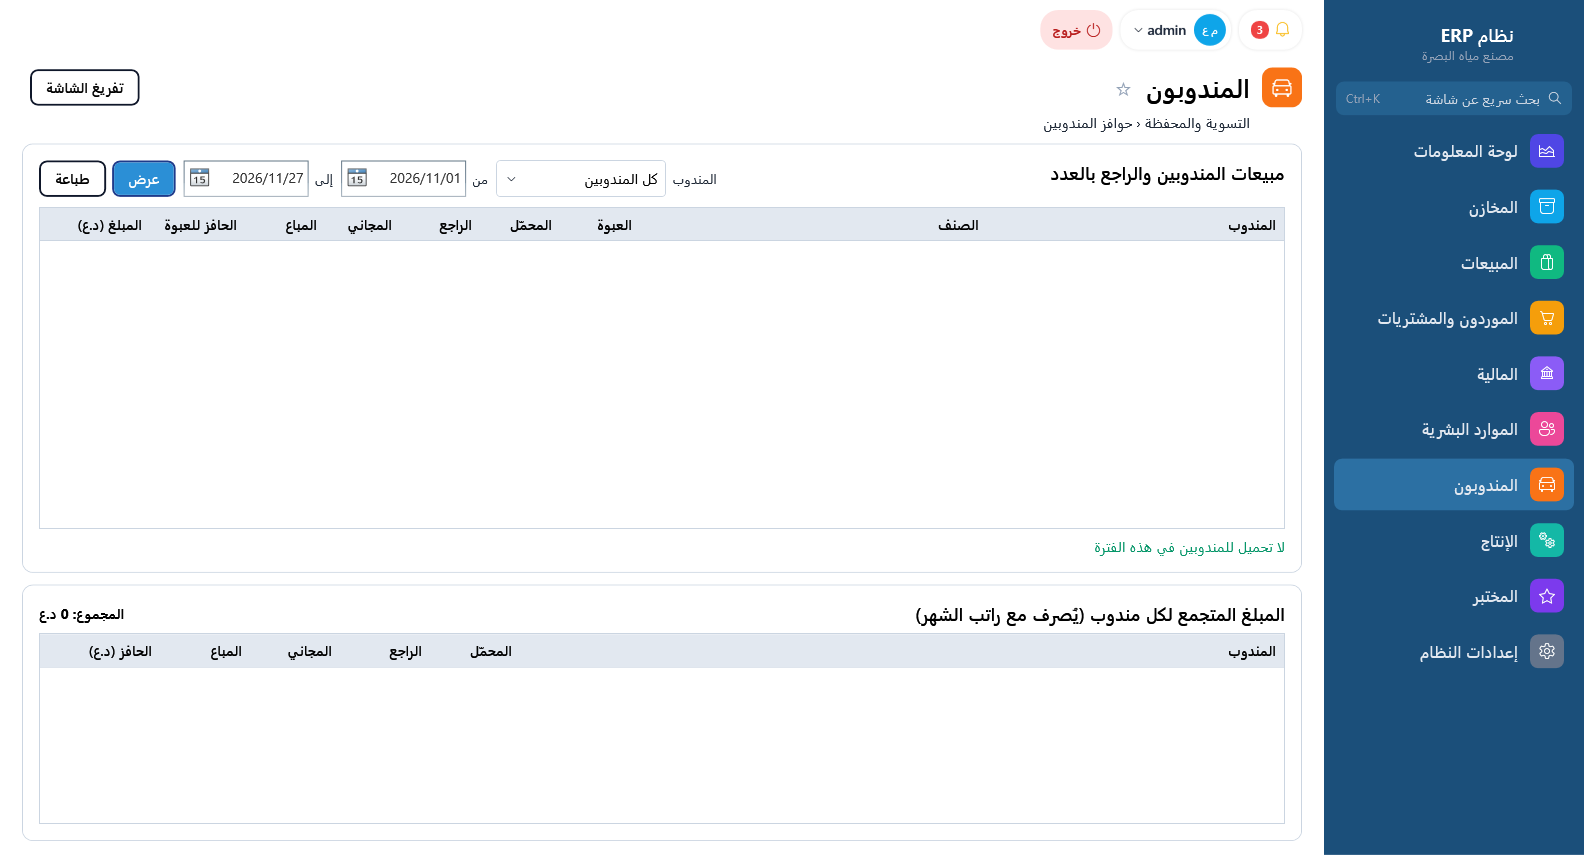 نظام ERP
مصنع مياه البصرة
بحث سريع عن شاشة Ctrl+K
لوحة المعلومات
المخازن
المبيعات
الموردون والمشتريات
المالية
الموارد البشرية
المندوبون
الإنتاج
المختبر
إعدادات النظام
3
م ع admin
خروج
المندوبون
تفريغ الشاشة
التسوية والمحفظة › حوافز المندوبين
مبيعات المندوبين والراجع بالعدد
المندوب كل المندوبين من 2026/11/01 15 إلى 2026/11/27 15 عرض طباعة
المندوب الصنف العبوة المحمّل الراجع المجاني المباع الحافز للعبوة المبلغ (د.ع)
لا تحميل للمندوبين في هذه الفترة
المبلغ المتجمع لكل مندوب (يُصرف مع راتب الشهر)
المجموع: 0 د.ع
المندوب المحمّل الراجع المجاني المباع الحافز (د.ع)